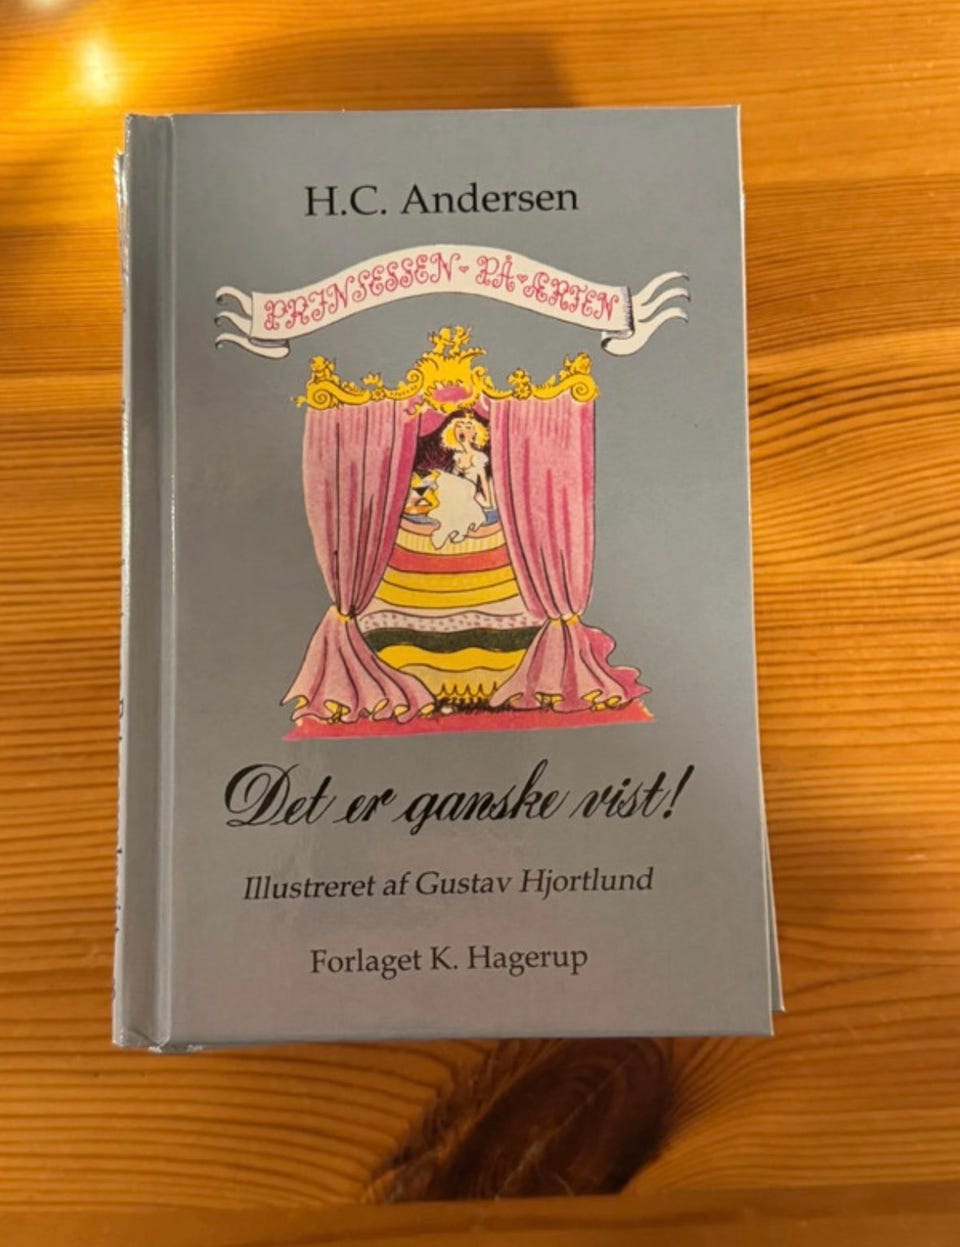 H.C. Andersen
PRINSESSEN-PÅ-ÆRTEN
Det er ganske vist!
Illustreret af Gustav Hjortlund
Forlaget K. Hagerup